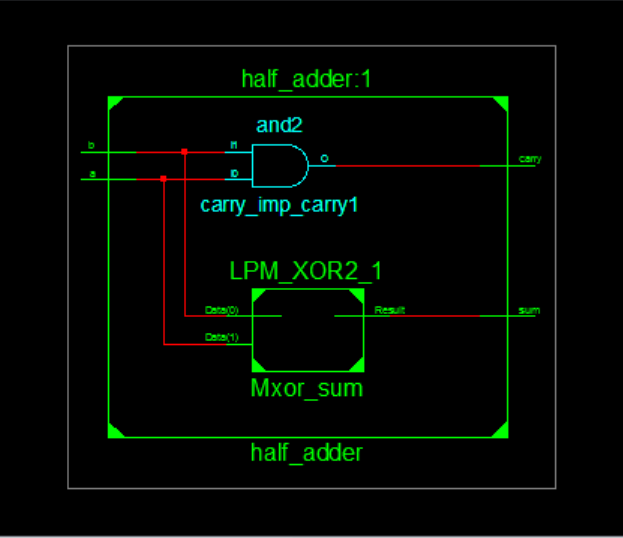 half_adder:1
and2
b
I1
O
carry
a
I0
carry_imp_carry1
LPM_XOR2_1
Data(0)
Result
sum
Data(1)
Mxor_sum
half_adder